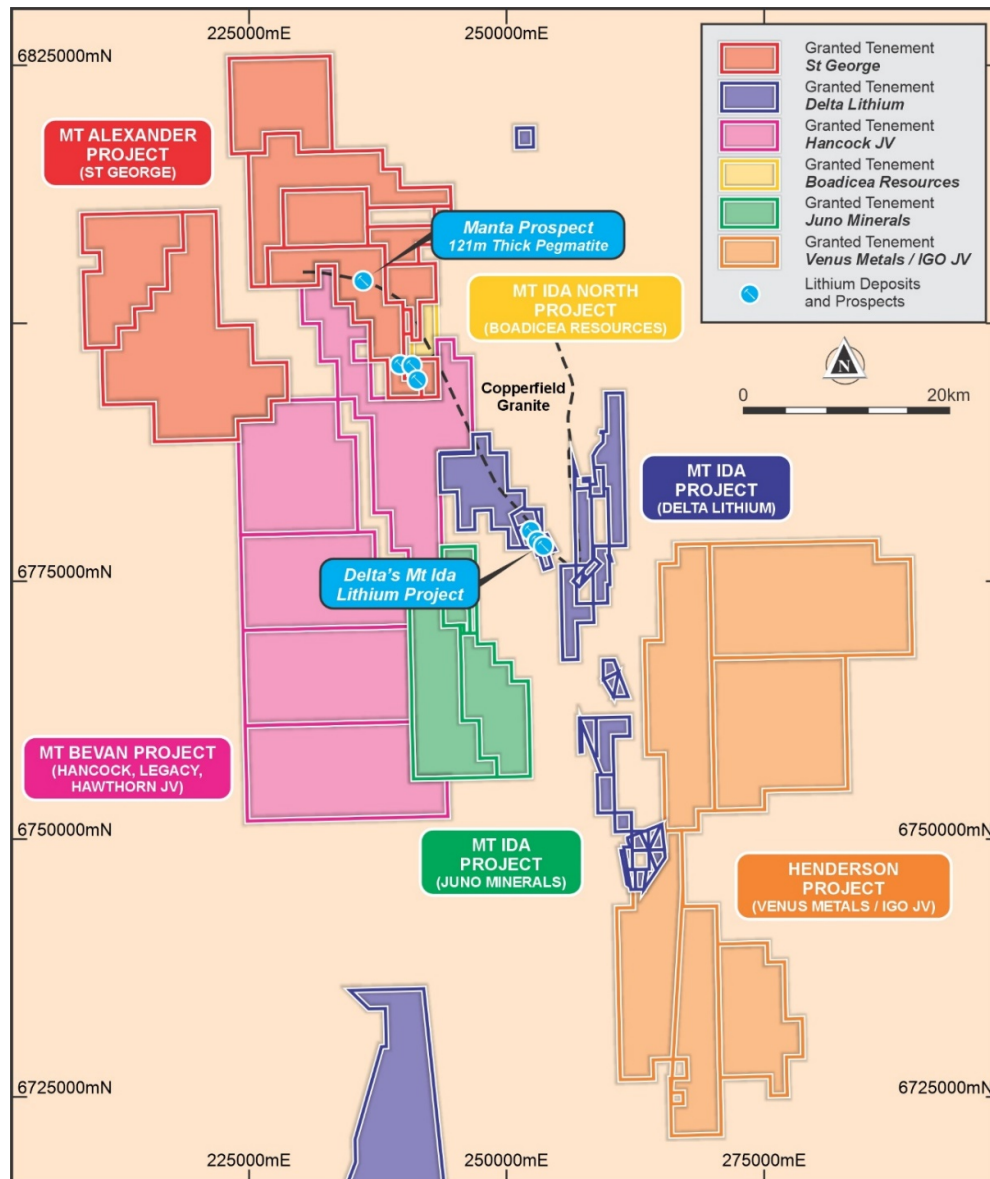 225000mE
250000mE
6825000mN
Granted Tenement
St George
Granted Tenement
Delta Lithium
Granted Tenement
Hancock JV
Granted Tenement
Boadicea Resources
Granted Tenement
Juno Minerals
Granted Tenement
Venus Metals / IGO JV
Lithium Deposits
and Prospects
MT ALEXANDER
PROJECT
(ST GEORGE)
Manta Prospect
121m Thick Pegmatite
MT IDA NORTH
PROJECT
(BOADICEA RESOURCES)
N
0
20km
Copperfield
Granite
MT IDA
PROJECT
(DELTA LITHIUM)
6775000mN
Delta's Mt Ida
Lithium Project
MT BEVAN PROJECT
(HANCOCK, LEGACY,
HAWTHORN JV)
6750000mN
6750000mN
MT IDA
PROJECT
(JUNO MINERALS)
HENDERSON
PROJECT
(VENUS METALS / IGO JV)
6725000mN
6725000mN
225000mE
250000mE
275000mE